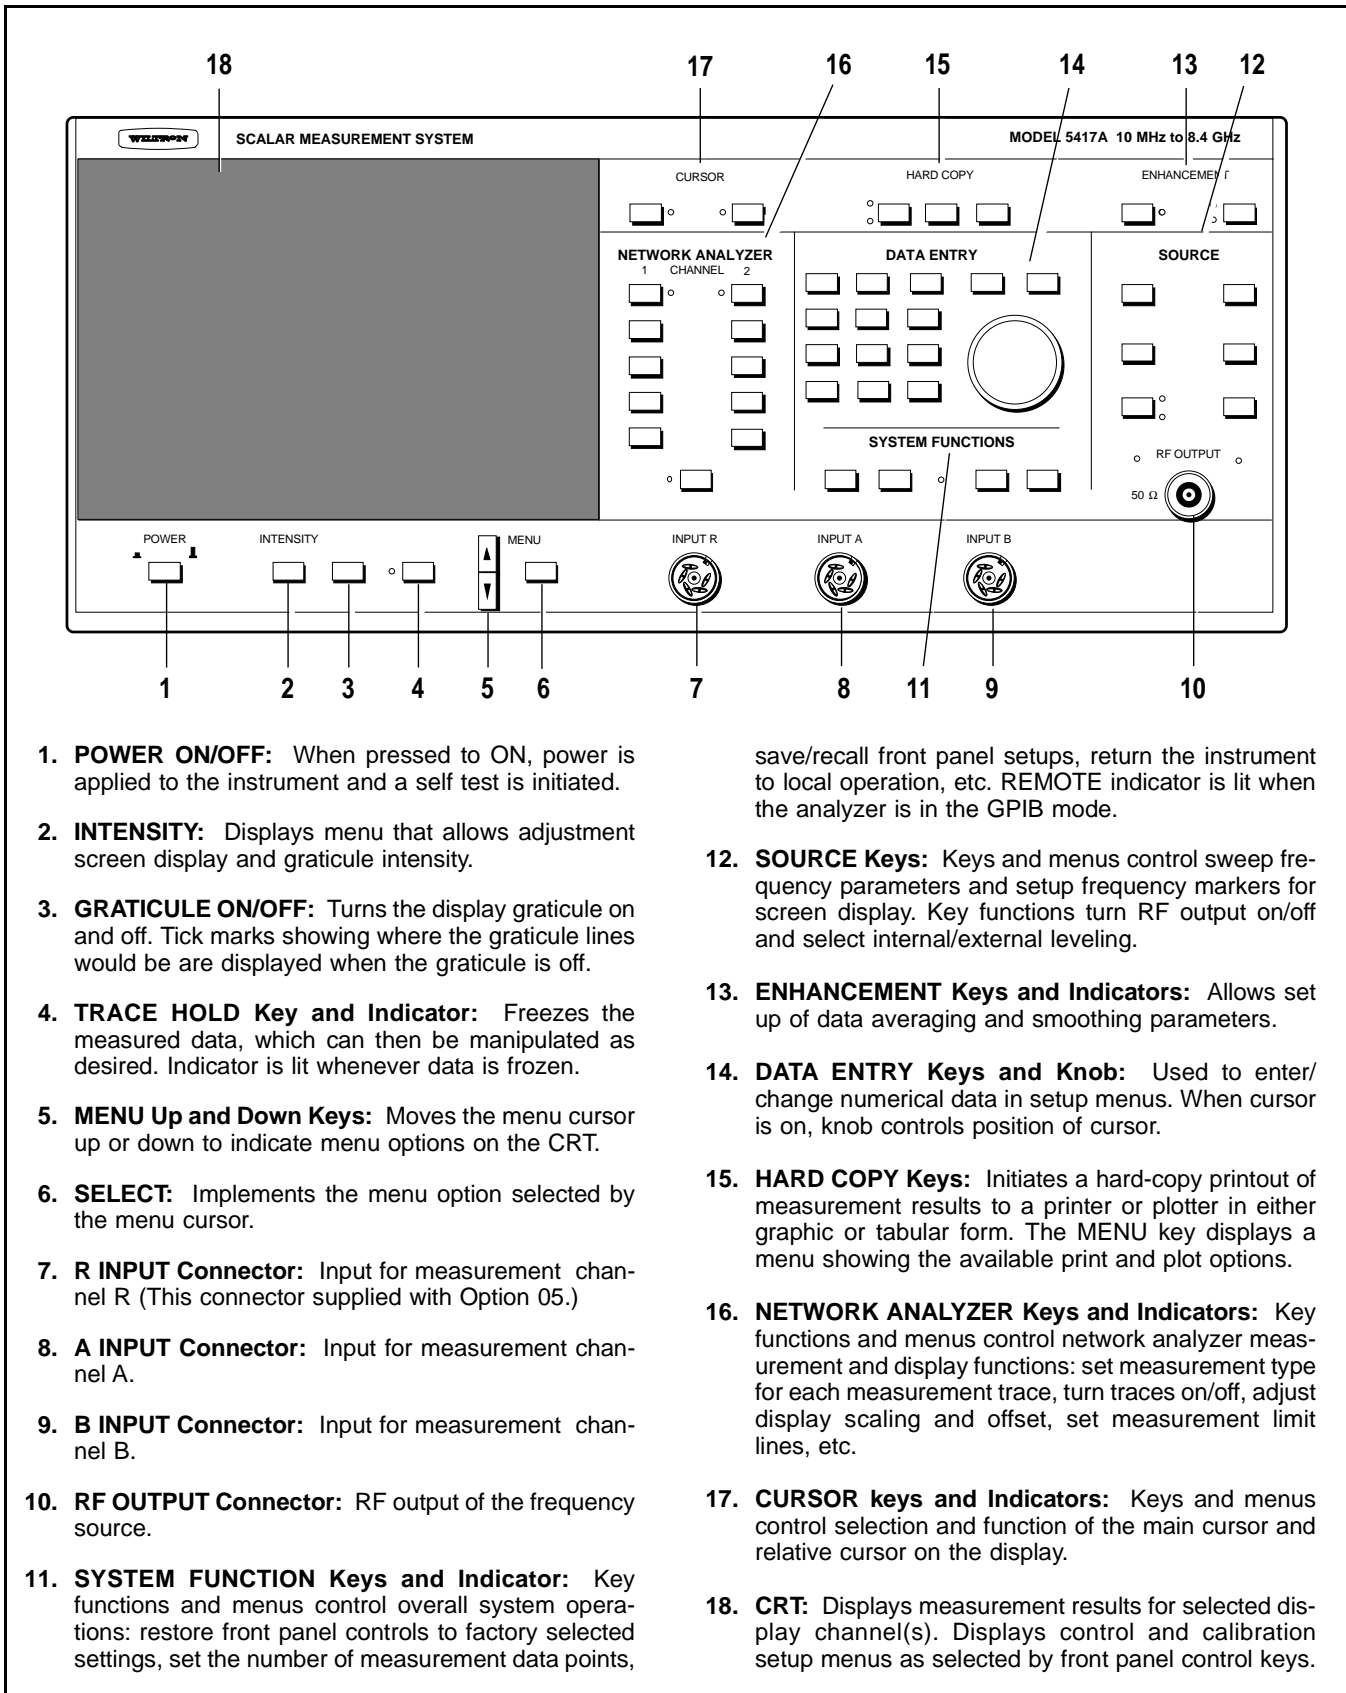 18 17 16 15 14 13 12
WILTRON SCALAR MEASUREMENT SYSTEM MODEL 5417A 10 MHz to 8.4 GHz
CURSOR HARD COPY ENHANCEMENT
NETWORK ANALYZER DATA ENTRY SOURCE
1 CHANNEL 2
SYSTEM FUNCTIONS
RF OUTPUT
50 Ω
POWER INTENSITY MENU INPUT R INPUT A INPUT B
1 2 3 4 5 6 7 8 11 9 10
1. POWER ON/OFF: When pressed to ON, power is
applied to the instrument and a self test is initiated.
2. INTENSITY: Displays menu that allows adjustment
screen display and graticule intensity.
3. GRATICULE ON/OFF: Turns the display graticule on
and off. Tick marks showing where the graticule lines
would be are displayed when the graticule is off.
4. TRACE HOLD Key and Indicator: Freezes the
measured data, which can then be manipulated as
desired. Indicator is lit whenever data is frozen.
5. MENU Up and Down Keys: Moves the menu cursor
up or down to indicate menu options on the CRT.
6. SELECT: Implements the menu option selected by
the menu cursor.
7. R INPUT Connector: Input for measurement chan-
nel R (This connector supplied with Option 05.)
8. A INPUT Connector: Input for measurement chan-
nel A.
9. B INPUT Connector: Input for measurement chan-
nel B.
10. RF OUTPUT Connector: RF output of the frequency
source.
11. SYSTEM FUNCTION Keys and Indicator: Key
functions and menus control overall system opera-
tions: restore front panel controls to factory selected
settings, set the number of measurement data points,
save/recall front panel setups, return the instrument
to local operation, etc. REMOTE indicator is lit when
the analyzer is in the GPIB mode.
12. SOURCE Keys: Keys and menus control sweep fre-
quency parameters and setup frequency markers for
screen display. Key functions turn RF output on/off
and select internal/external leveling.
13. ENHANCEMENT Keys and Indicators: Allows set
up of data averaging and smoothing parameters.
14. DATA ENTRY Keys and Knob: Used to enter/
change numerical data in setup menus. When cursor
is on, knob controls position of cursor.
15. HARD COPY Keys: Initiates a hard-copy printout of
measurement results to a printer or plotter in either
graphic or tabular form. The MENU key displays a
menu showing the available print and plot options.
16. NETWORK ANALYZER Keys and Indicators: Key
functions and menus control network analyzer meas-
urement and display functions: set measurement type
for each measurement trace, turn traces on/off, adjust
display scaling and offset, set measurement limit
lines, etc.
17. CURSOR keys and Indicators: Keys and menus
control selection and function of the main cursor and
relative cursor on the display.
18. CRT: Displays measurement results for selected dis-
play channel(s). Displays control and calibration
setup menus as selected by front panel control keys.